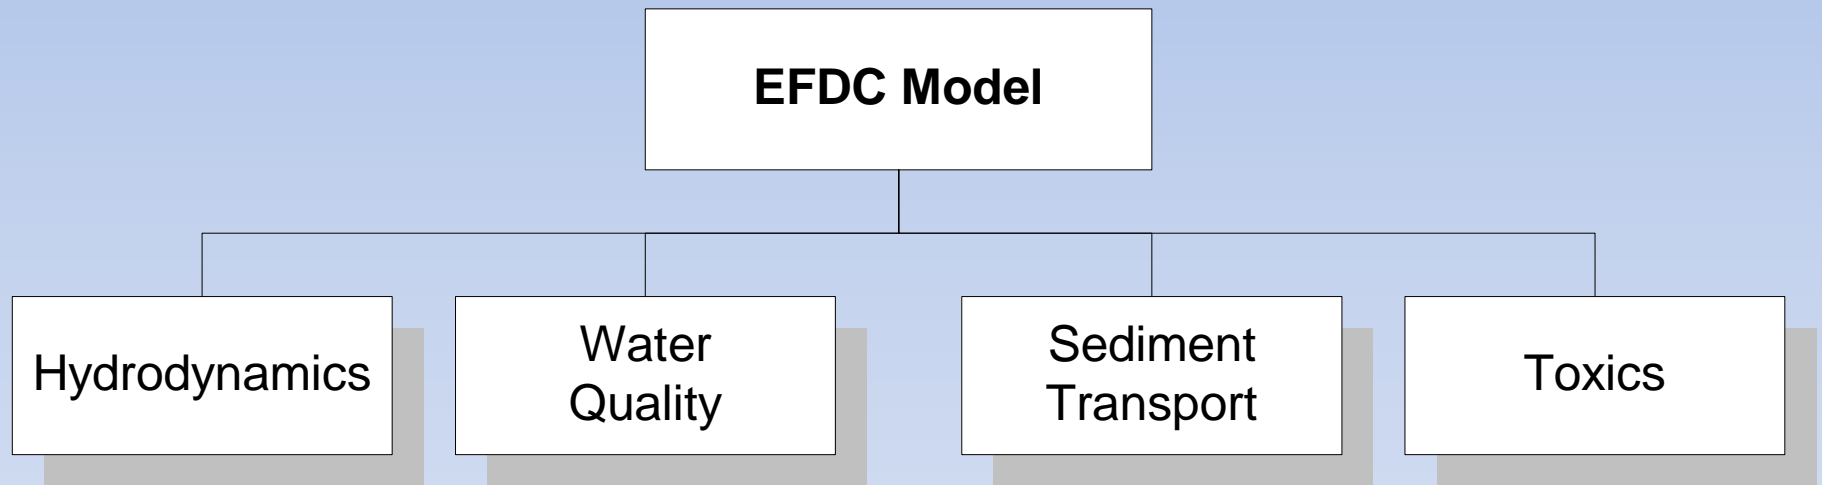 EFDC Model
Hydrodynamics
Water
Quality
Sediment
Transport
Toxics